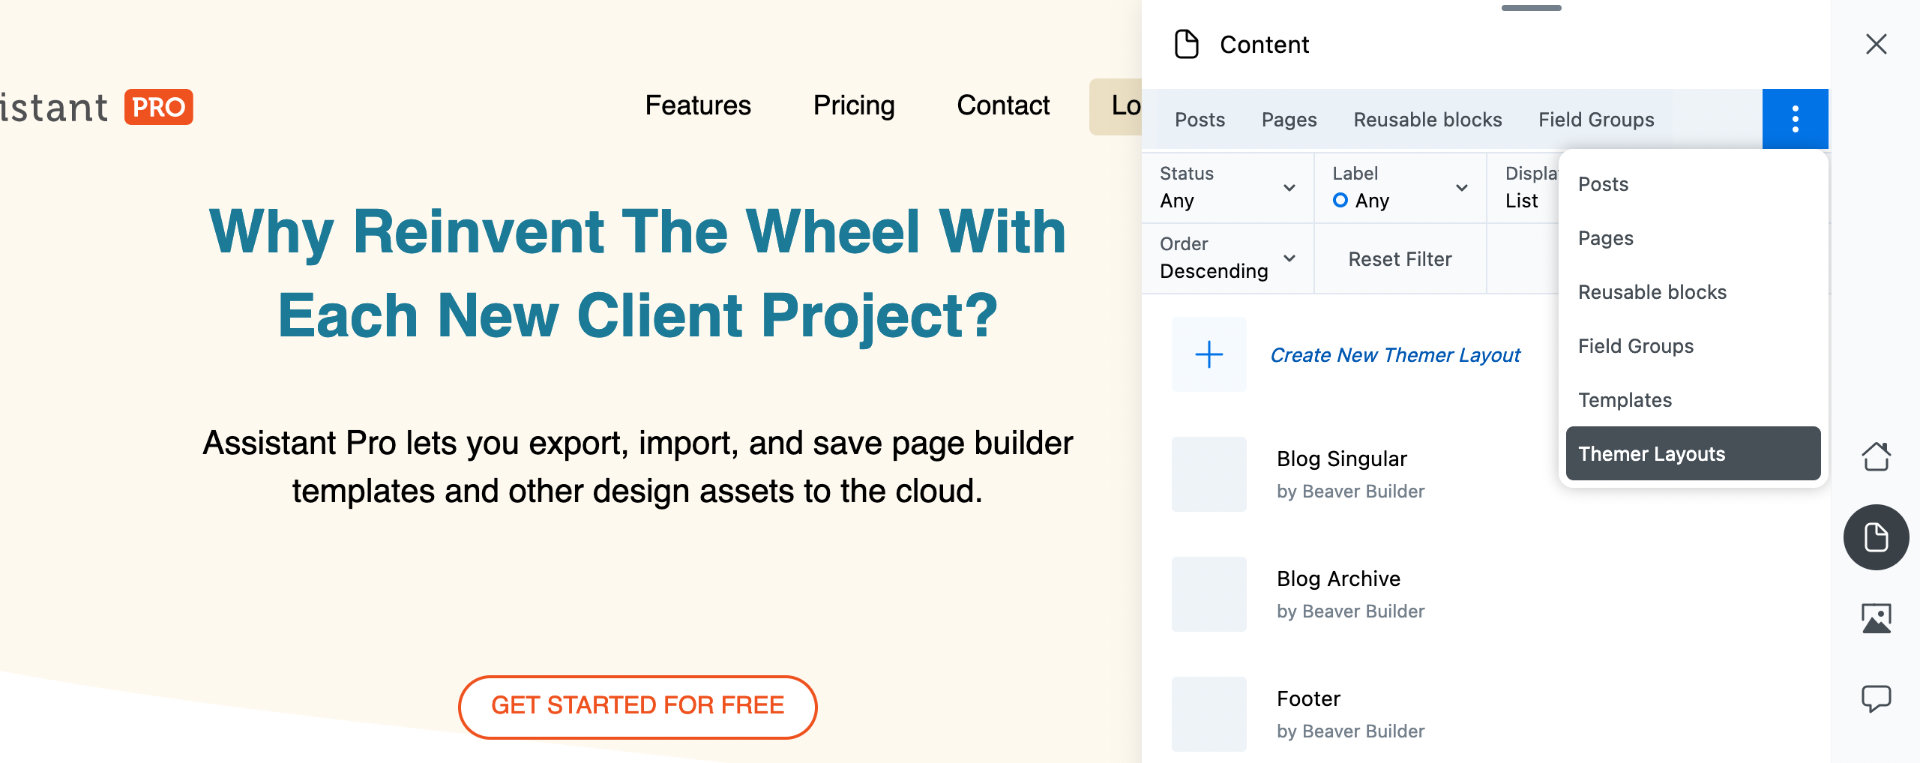 istant PRO
Features Pricing Contact Lo
Why Reinvent The Wheel With
Each New Client Project?
Assistant Pro lets you export, import, and save page builder
templates and other design assets to the cloud.
GET STARTED FOR FREE
Content
Posts Pages Reusable blocks Field Groups
Status
Any
Label
Any
Displa
List
Order
Descending
Reset Filter
Create New Themer Layout
Blog Singular
by Beaver Builder
Blog Archive
by Beaver Builder
Footer
by Beaver Builder
Posts
Pages
Reusable blocks
Field Groups
Templates
Themer Layouts